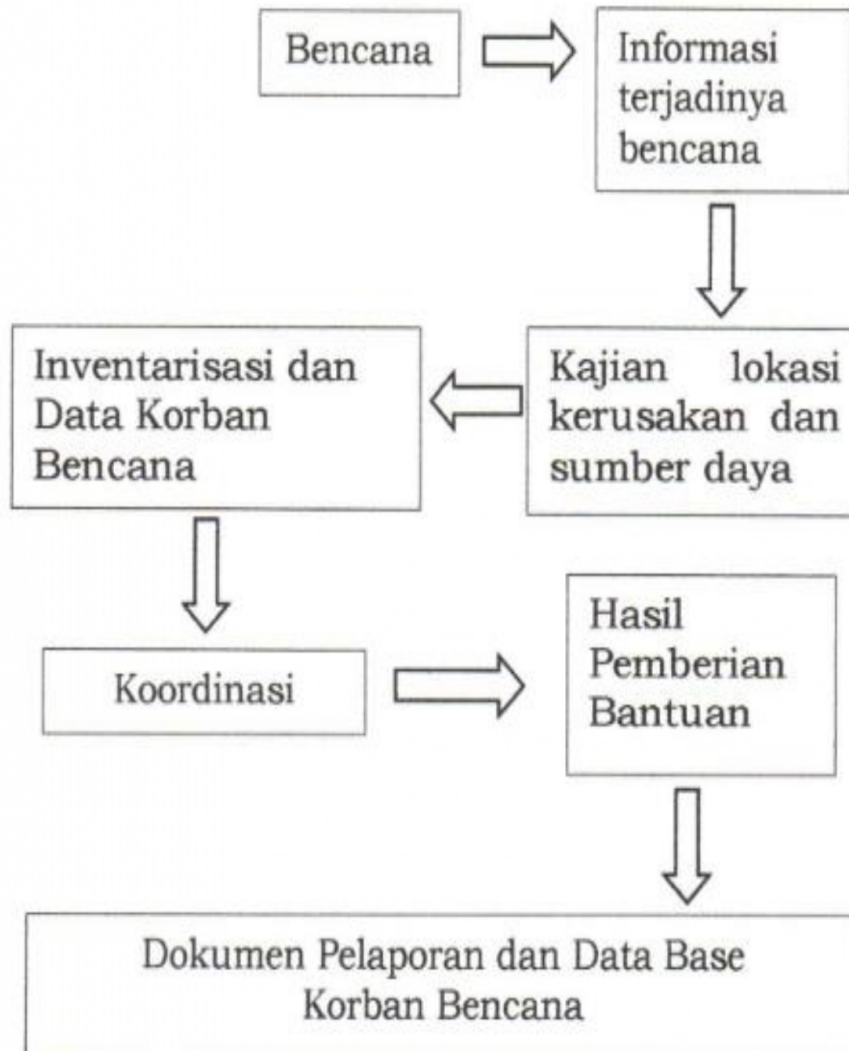 Bencana
Informasi
terjadinya
bencana
Kajian lokasi
kerusakan dan
sumber daya
Inventarisasi dan
Data Korban
Bencana
Koordinasi
Hasil
Pemberian
Bantuan
Dokumen Pelaporan dan Data Base
Korban Bencana